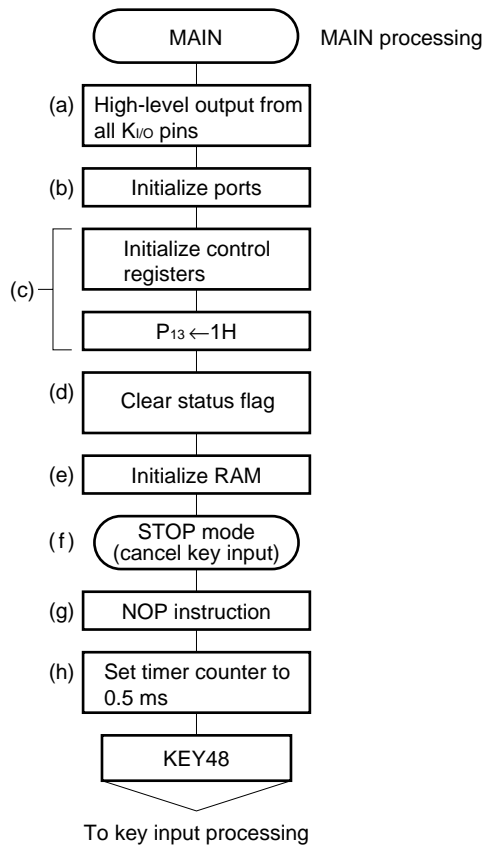 MAIN MAIN processing
(a) High-level output from
all KI/O pins
(b) Initialize ports
(c) Initialize control
registers
P13 ← 1H
(d) Clear status flag
(e) Initialize RAM
(f) STOP mode
(cancel key input)
(g) NOP instruction
(h) Set timer counter to
0.5 ms
KEY48
To key input processing